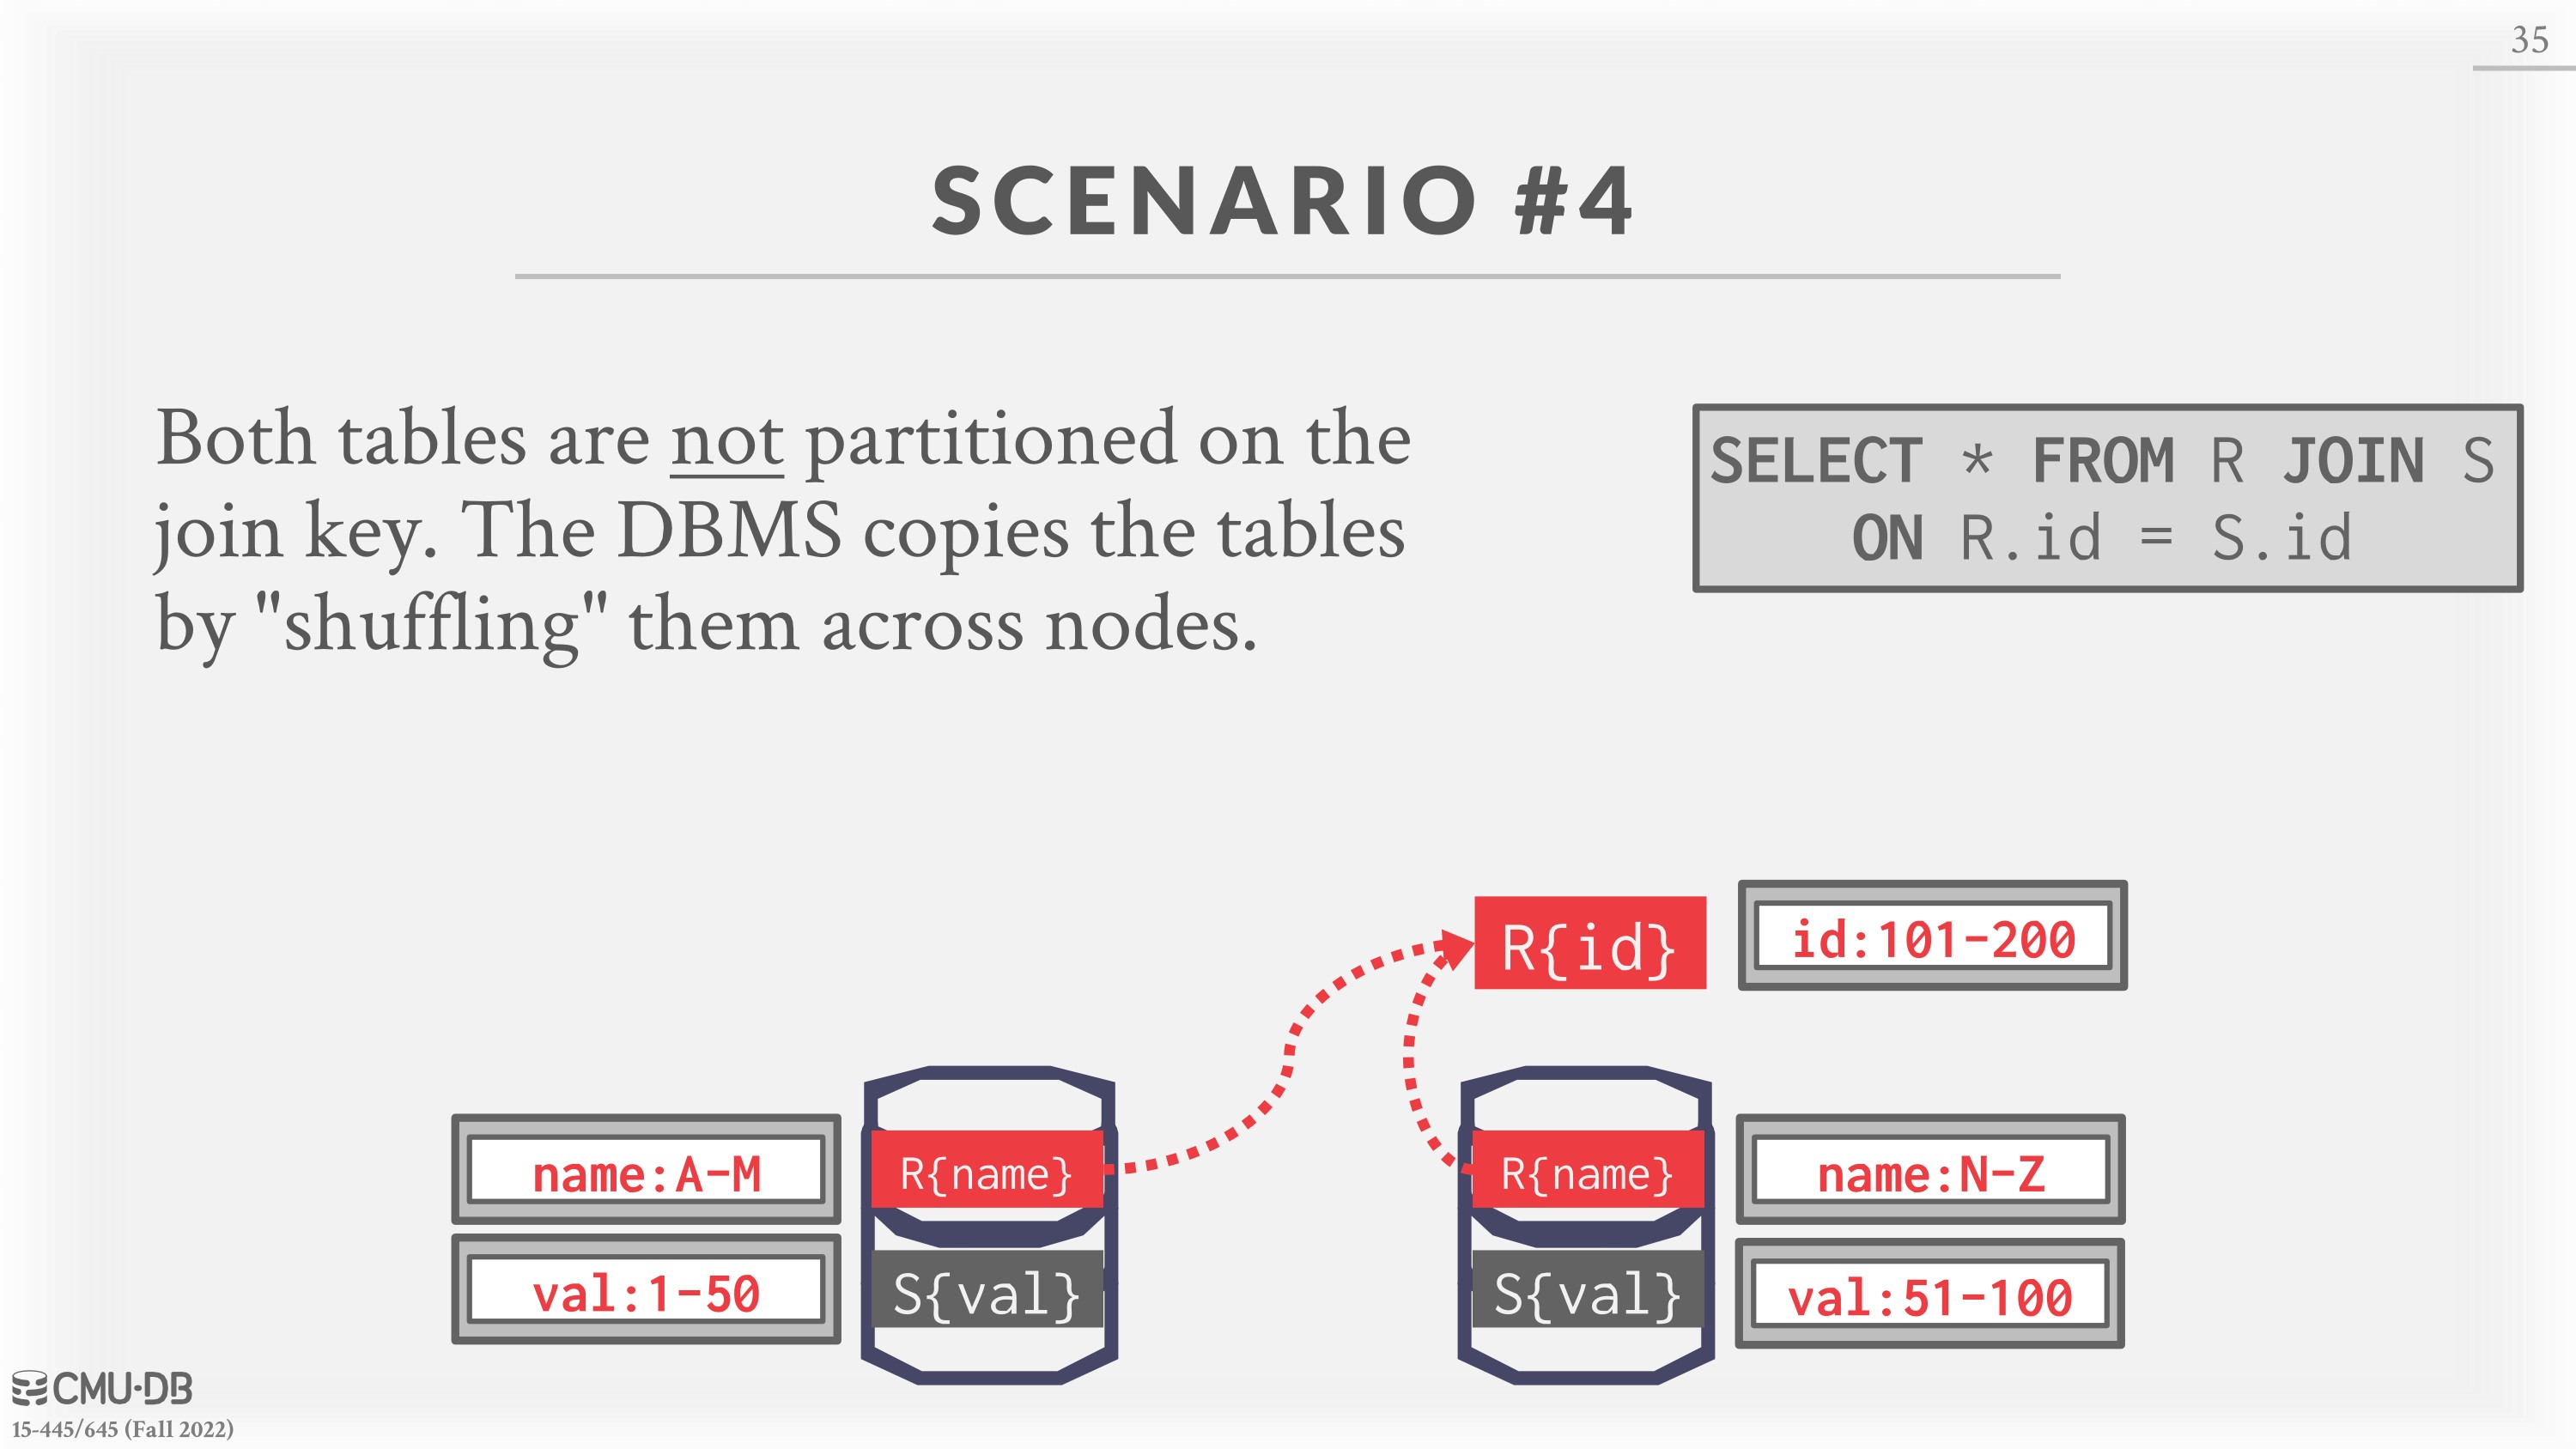 35
SCENARIO #4
Both tables are not partitioned on the
join key. The DBMS copies the tables
by "shuffling" them across nodes.
SELECT * FROM R JOIN S
ON R.id = S.id
R{id}
id:101-200
name:A-M
R{name}
R{name}
name:N-Z
val:1-50
S{val}
S{val}
val:51-100
CMU·DB
15-445/645 (Fall 2022)